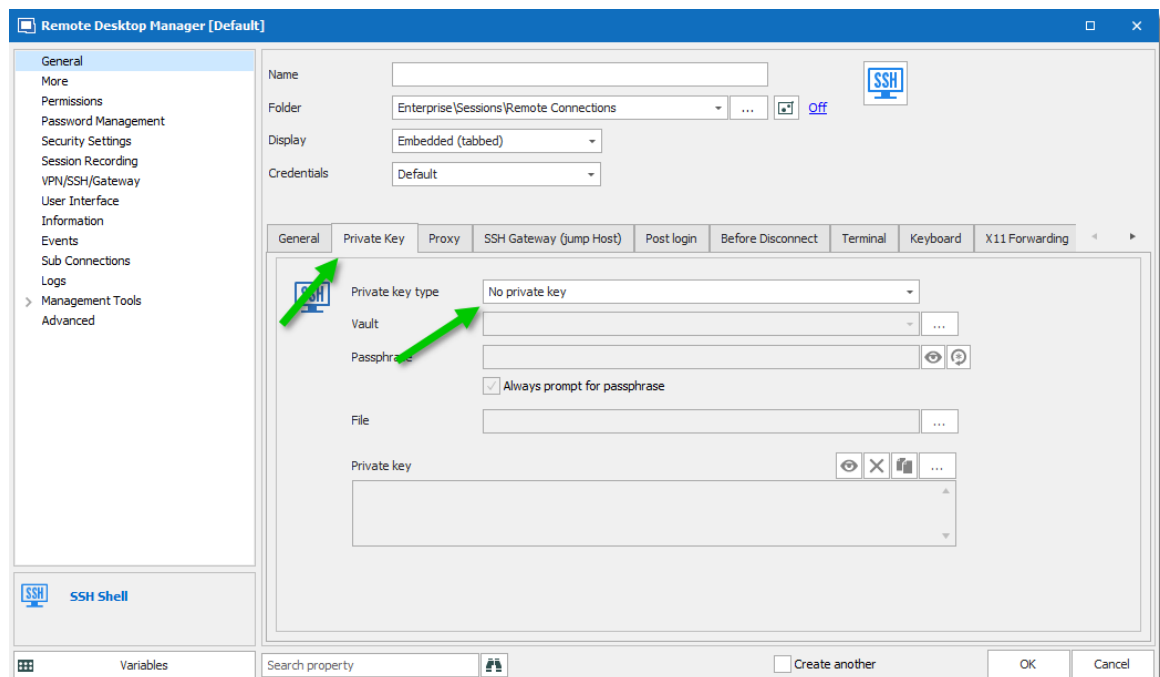 Remote Desktop Manager [Default]
General
More
Permissions
Password Management
Security Settings
Session Recording
VPN/SSH/Gateway
User Interface
Information
Events
Sub Connections
Logs
Management Tools
Advanced
SSH SSH Shell
Variables
Name
SSH
Folder Enterprise\Sessions\Remote Connections ... Off
Display Embedded (tabbed)
Credentials Default
General Private Key Proxy SSH Gateway (jump Host) Post login Before Disconnect Terminal Keyboard X11 Forwarding
SSH Private key type No private key
Vault ...
Passphrase
Always prompt for passphrase
File ...
Private key ...
Search property Create another OK Cancel